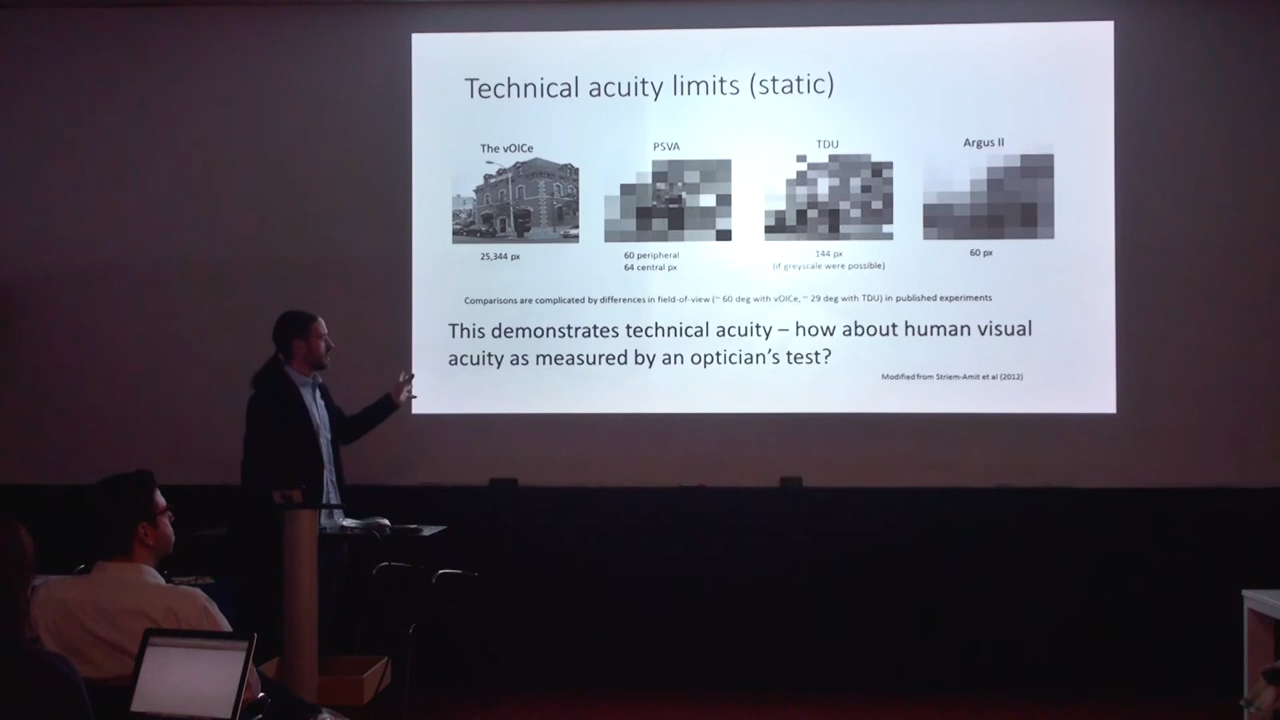 Technical acuity limits (static)
The vOICe
PSVA
TDU
Argus II
25,344 px
60 peripheral
64 central px
144 px
(if greyscale were possible)
60 px
Comparisons are complicated by differences in field-of-view (~ 60 deg with vOICe, ~ 29 deg with TDU) in published experiments
This demonstrates technical acuity – how about human visual
acuity as measured by an optician's test?
Modified from Striem-Amit et al (2012)